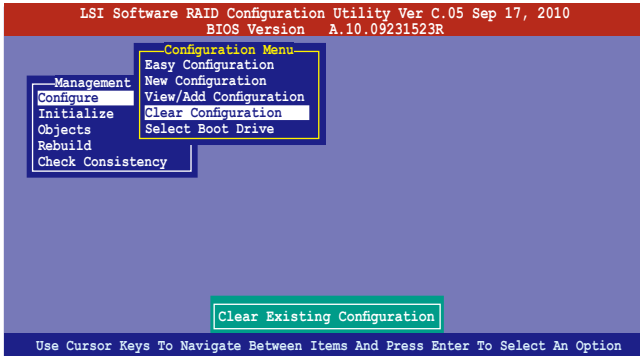 LSI Software RAID Configuration Utility Ver C.05 Sep 17, 2010
BIOS Version A.10.09231523R
Configuration Menu
Easy Configuration
New Configuration
View/Add Configuration
Clear Configuration
Select Boot Drive
Management
Configure
Initialize
Objects
Rebuild
Check Consistency
Clear Existing Configuration
Use Cursor Keys To Navigate Between Items And Press Enter To Select An Option